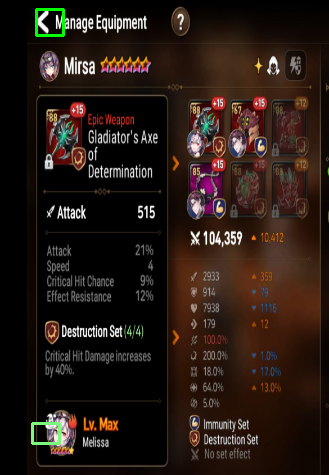 Manage Equipment
?
Mirsa
88
+15
Epic Weapon
Gladiator's Axe
of
Determination
Attack 515
Attack 21%
Speed 4
Critical Hit Chance 9%
Effect Resistance 12%
Destruction Set (4/4)
Critical Hit Damage increases
by 40%.
Lv. Max
Melissa
88 +15
+15
+12
85 +15
104,359 ▲ 10,412
2933 ▲ 359
914 ▼ 79
7938 ▼ 1116
179 ▲ 12
100.0%
200.0% ▼ 1.0%
18.0% ▼ 17.0%
64.0% ▲ 13.0%
5.0%
Immunity Set
Destruction Set
No set effect